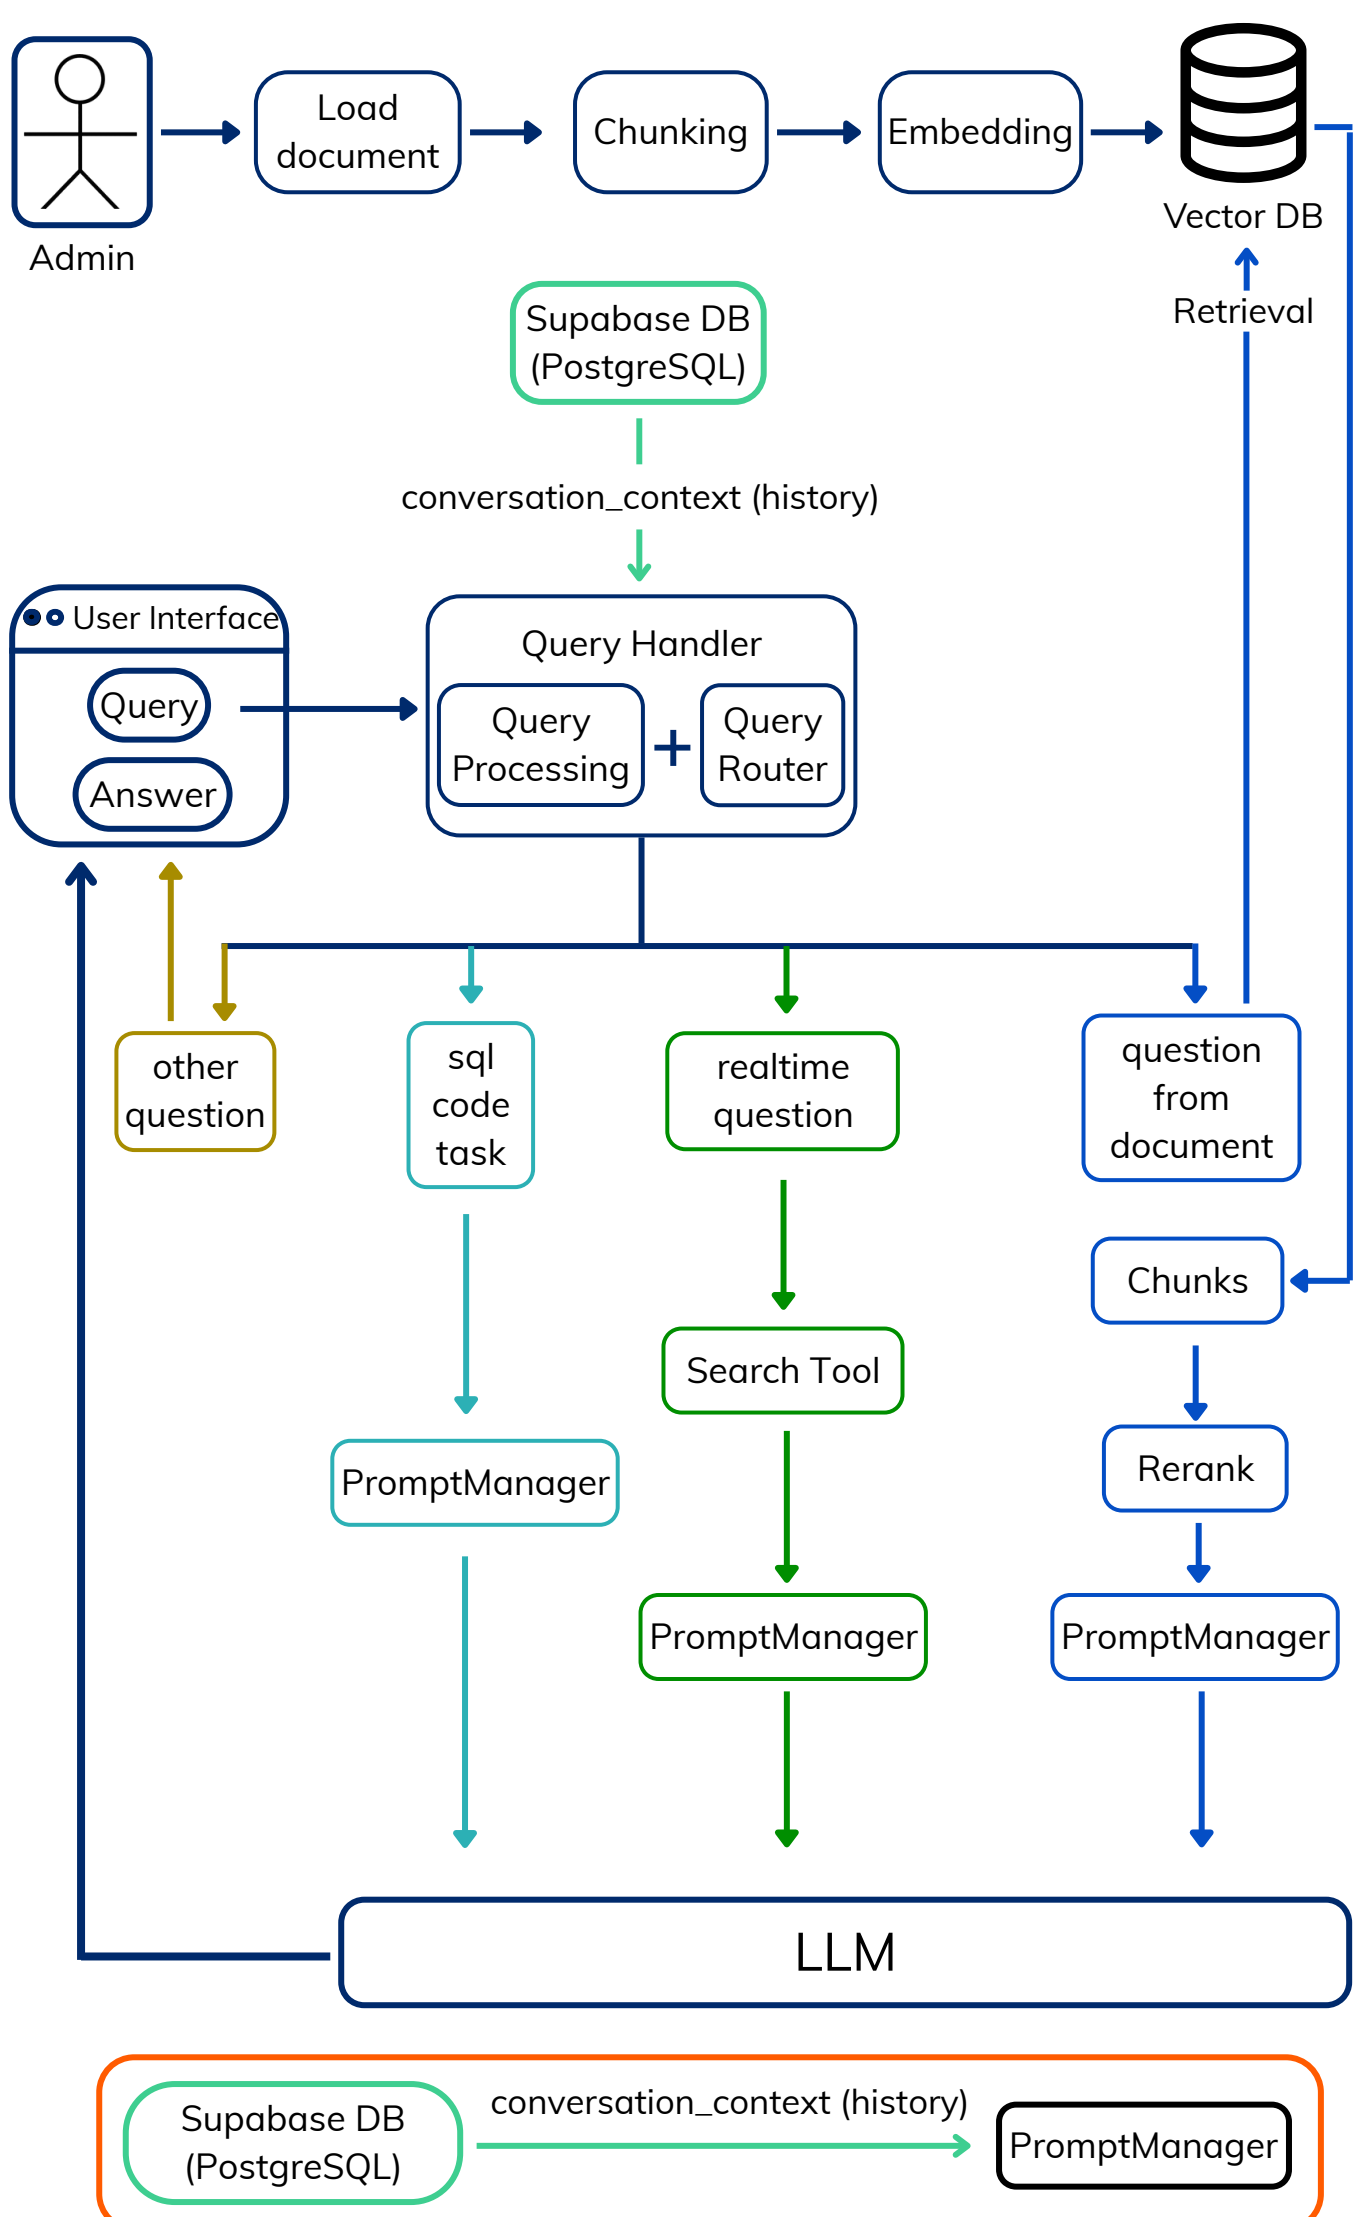 Load
document
Chunking
Embedding
Admin
Vector DB
Retrieval
Supabase DB
(PostgreSQL)
conversation_context (history)
User Interface
Query
Answer
Query Handler
Query
Processing
+
Query
Router
other
question
sql
code
task
realtime
question
question
from
document
Chunks
Search Tool
Rerank
PromptManager
PromptManager
PromptManager
LLM
Supabase DB
(PostgreSQL)
conversation_context (history)
PromptManager